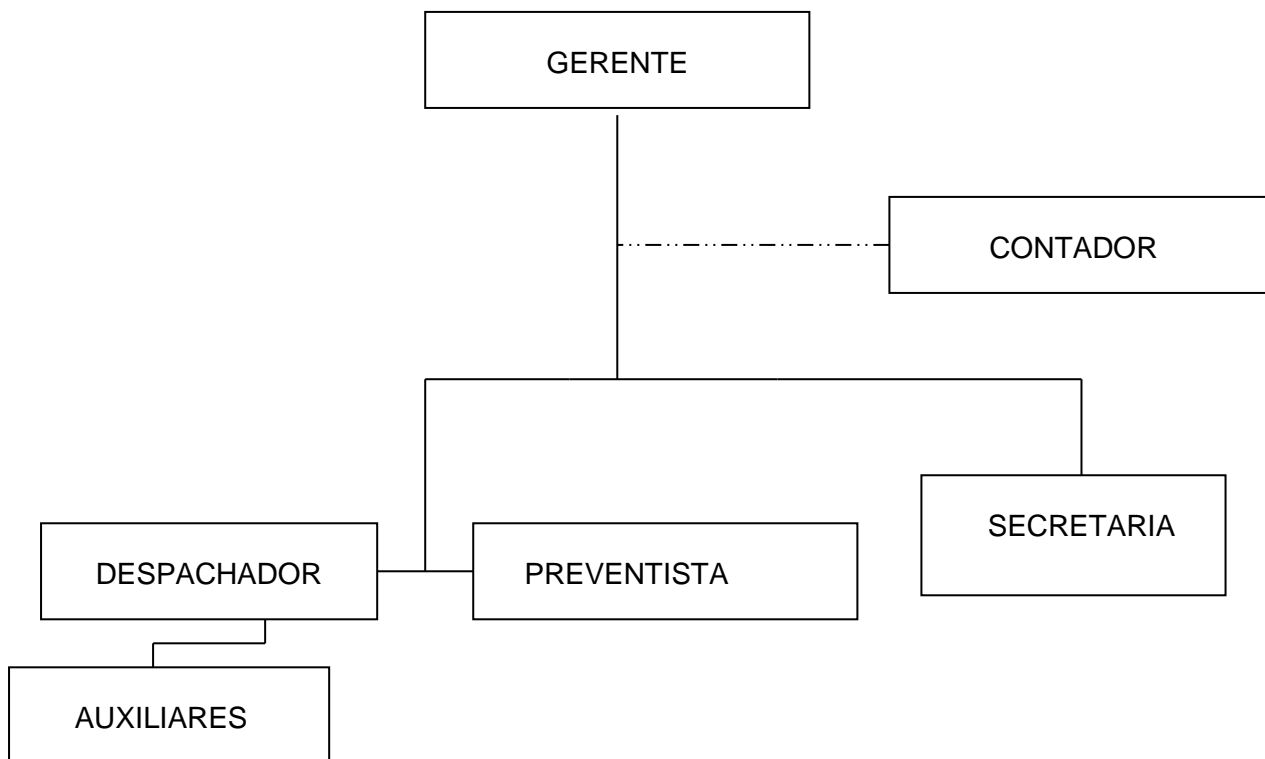 GERENTE
CONTADOR
SECRETARIA
DESPACHADOR
PREVENTISTA
AUXILIARES